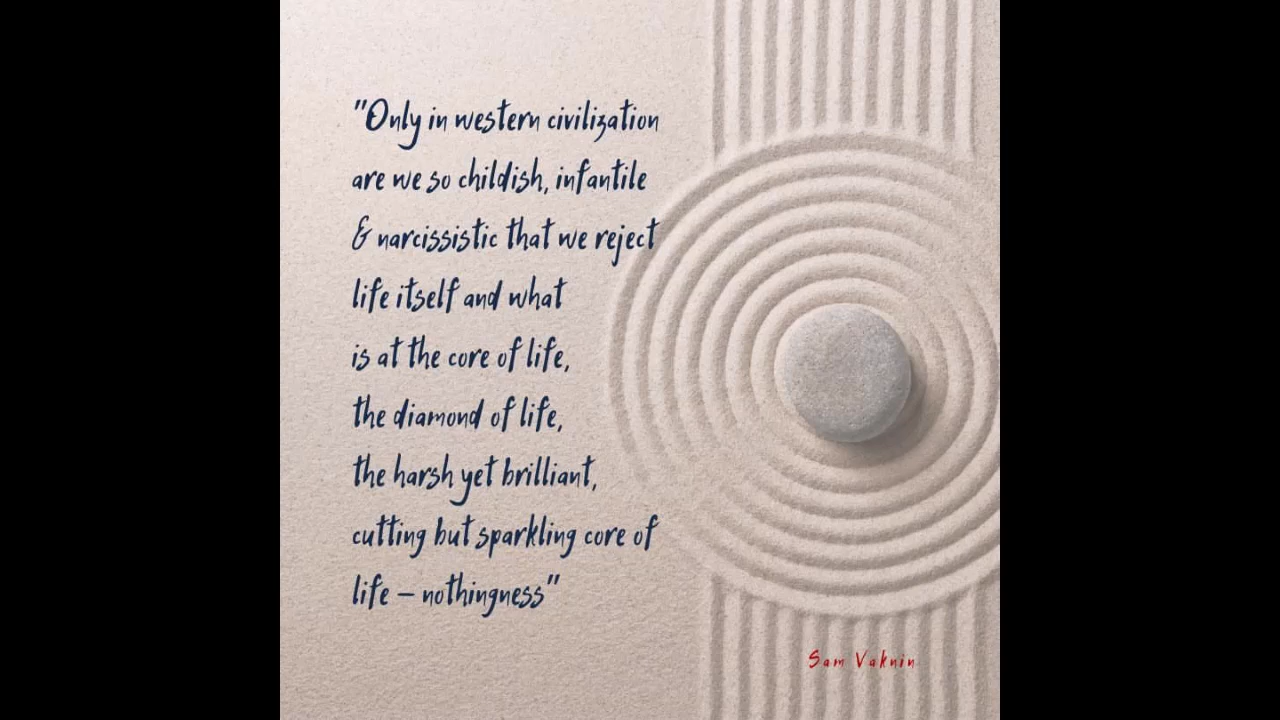 "Only in western civilization
are we so childish, infantile
& narcissistic that we reject
life itself and what
is at the core of life,
the diamond of life,
the harsh yet brilliant,
cutting but sparkling core of
life – nothingness"
Sam Vaknin